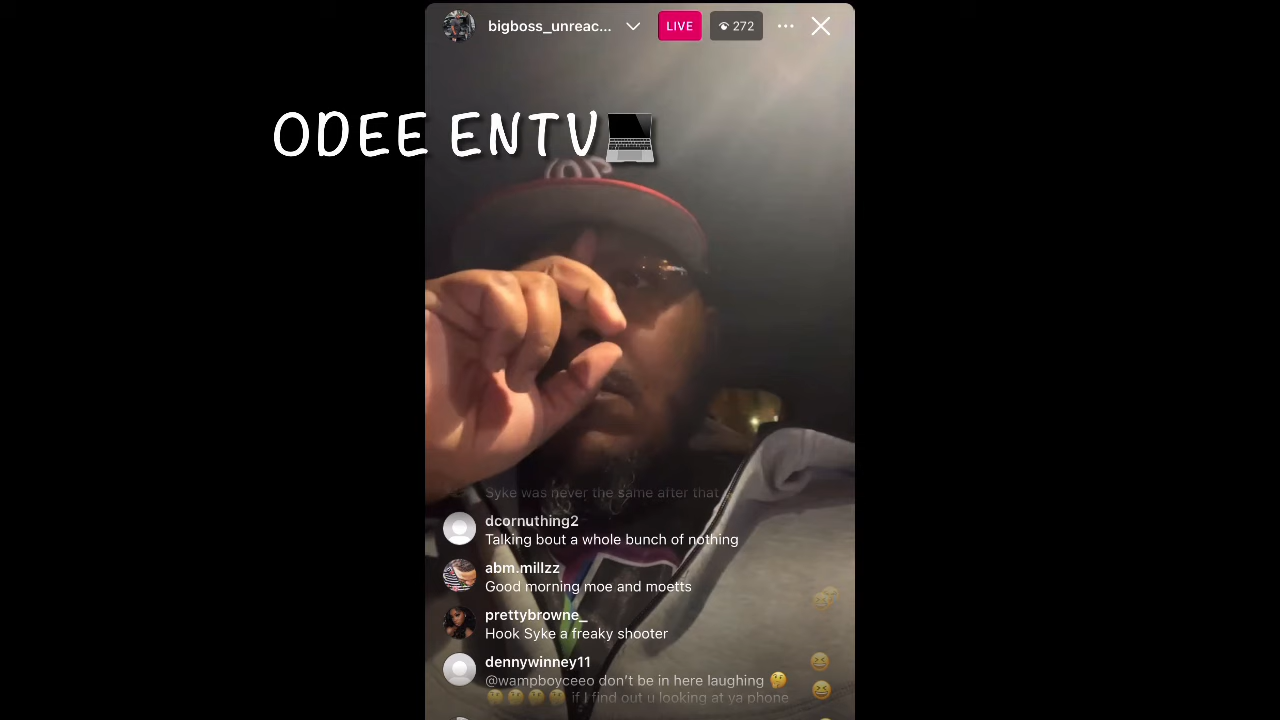 bigboss_unreac...
LIVE
272
ODEE ENTV
Syke was never the same after that
dcornuthing2
Talking bout a whole bunch of nothing
abm.millzz
Good morning moe and moetts
prettybrowne_
Hook Syke a freaky shooter
dennywinney11
@wampboyceeo don’t be in here laughing 🤔
🤔🤔🤔🤔 if I find out u looking at ya phone